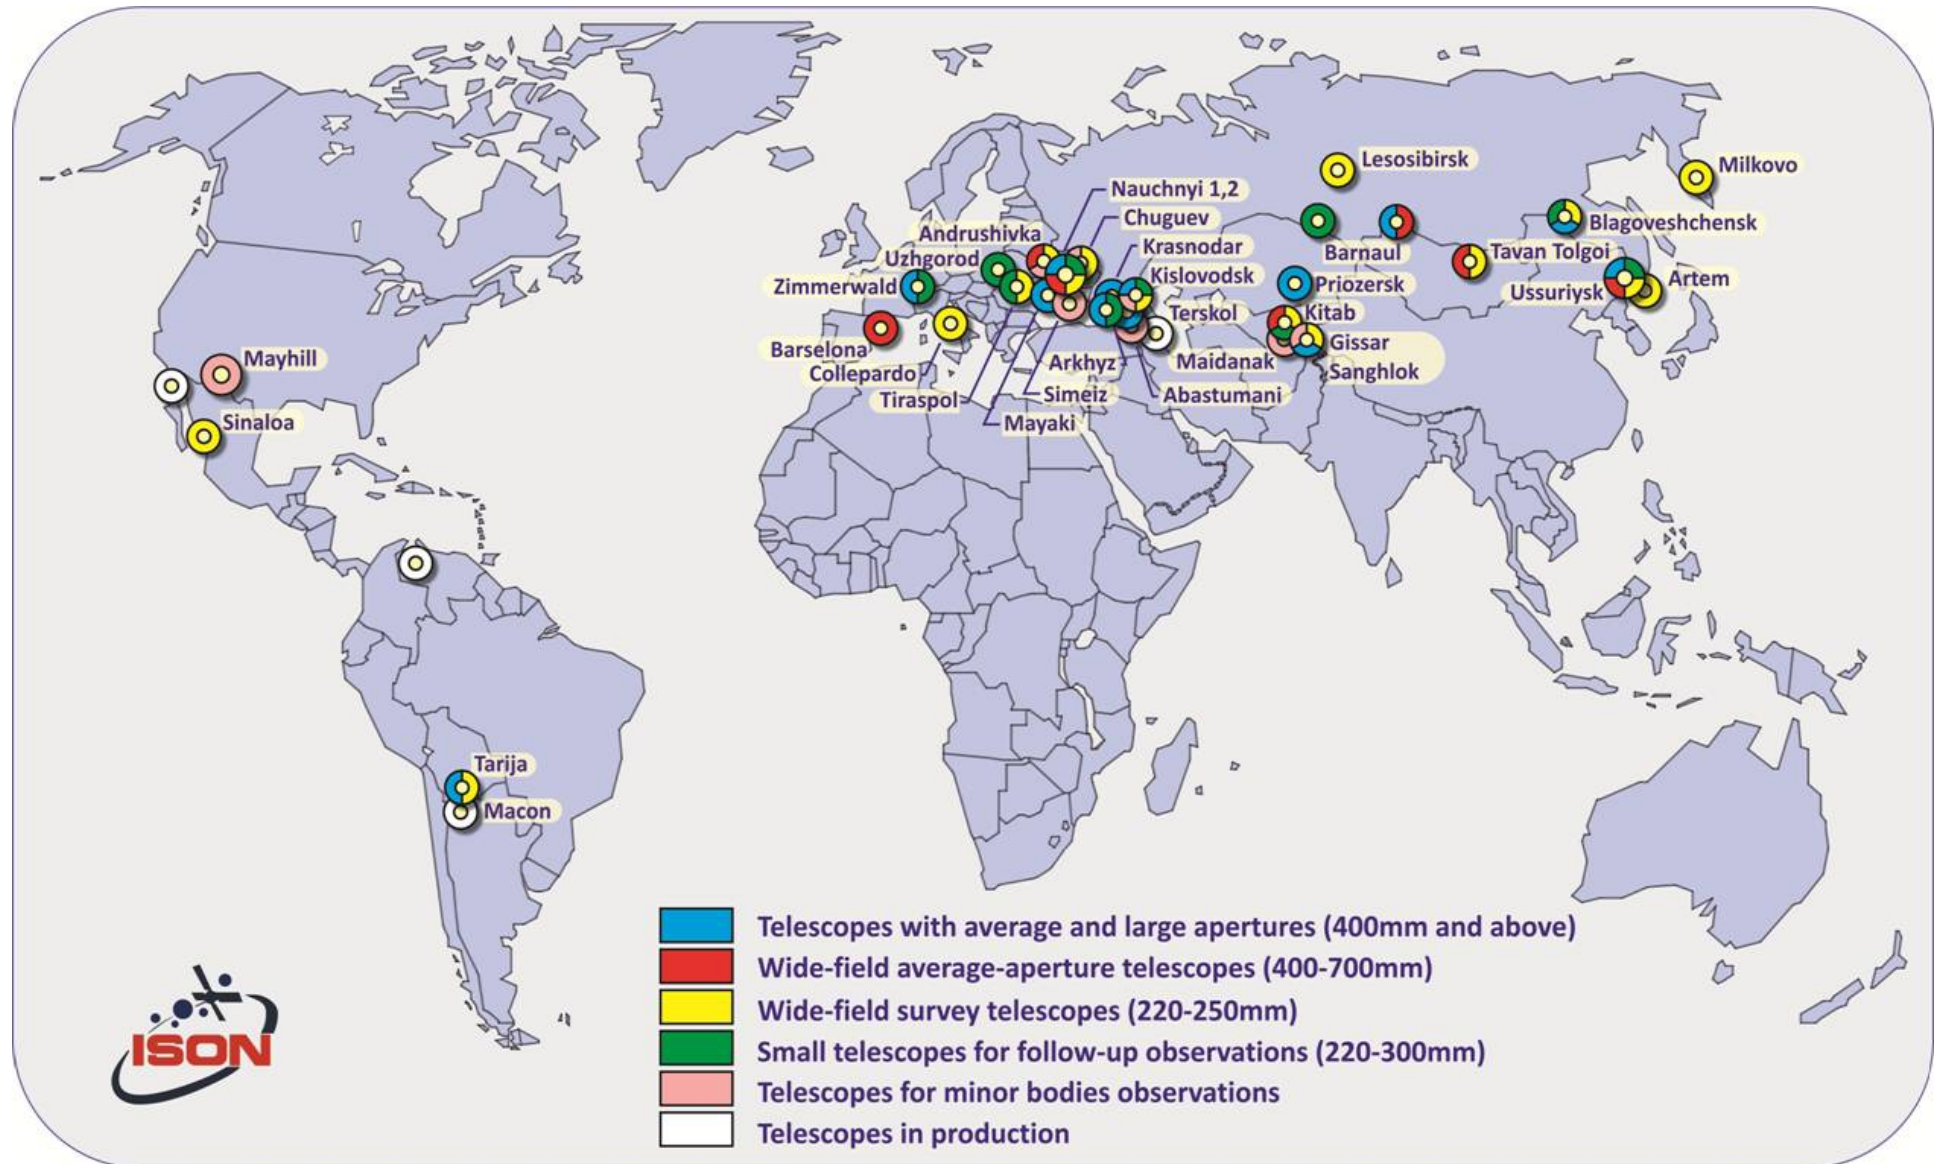 Lesosibirsk
Milkovo
Nauchnyi 1,2
Chuguev
Blagoveshchensk
Andrushivka
Krasnodar
Barnaul
Tavan Tolgoi
Uzhgorod
Kislovodsk
Zimmerwald
Priozersk
Ussuriysk
Artem
Terskol
Kitab
Barselona
Gissar
Mayhill
Collepardo
Arkhyz
Maidanak
Sanghlok
Tiraspol
Simeiz
Abastumani
Sinaloa
Mayaki
Tarija
Macon
Telescopes with average and large apertures (400mm and above)
Wide-field average-aperture telescopes (400-700mm)
Wide-field survey telescopes (220-250mm)
Small telescopes for follow-up observations (220-300mm)
Telescopes for minor bodies observations
Telescopes in production
ISON